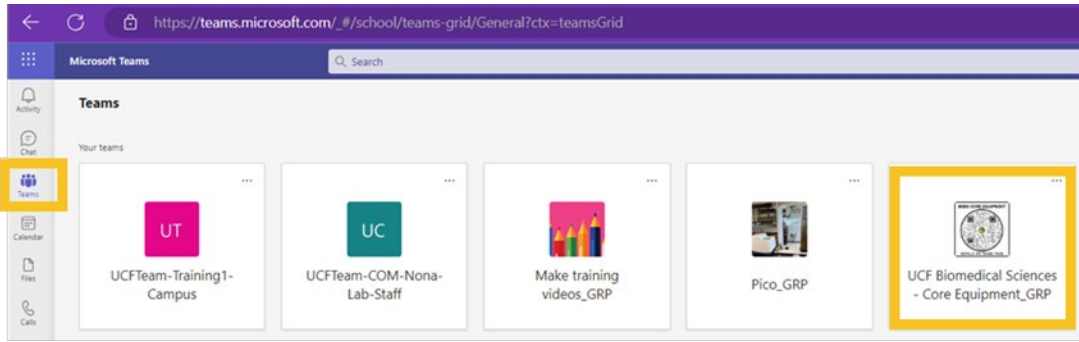 https://teams.microsoft.com/_#/school/teams-grid/General?ctx=teamsGrid
Microsoft Teams
Search
Activity
Chat
Teams
Calendar
Files
Calls
Teams
Your teams
UT
UCFTeam-Training1-
Campus
UC
UCFTeam-COM-Nona-
Lab-Staff
Make training
videos_GRP
Pico_GRP
UCF Biomedical Sciences
- Core Equipment_GRP